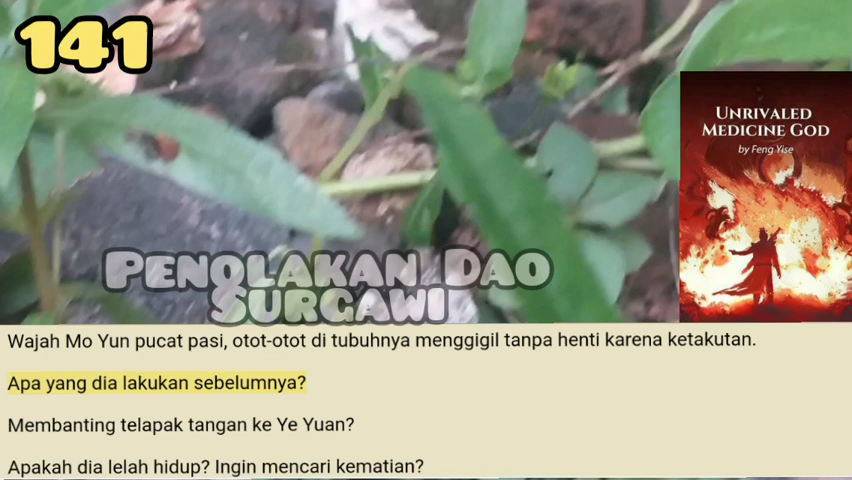 141
UNRIVALED
MEDICINE GOD
by Feng Yise
PENOLAKAN DAO
SURGAWI
Wajah Mo Yun pucat pasi, otot-otot di tubuhnya menggigil tanpa henti karena ketakutan.
Apa yang dia lakukan sebelumnya?
Membanting telapak tangan ke Ye Yuan?
Apakah dia lelah hidup? Ingin mencari kematian?